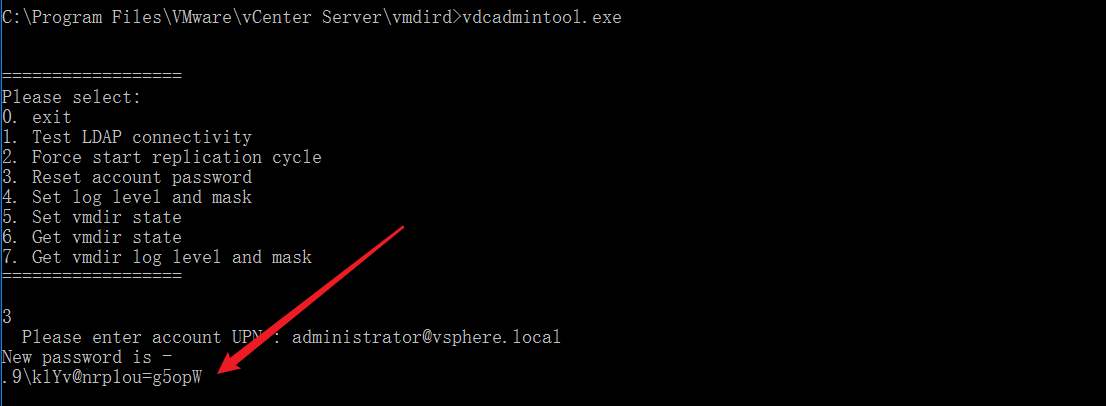 C:\Program Files\VMware\vCenter Server\vmdird>vdcadmintool.exe
==================
Please select:
0. exit
1. Test LDAP connectivity
2. Force start replication cycle
3. Reset account password
4. Set log level and mask
5. Set vmdir state
6. Get vmdir state
7. Get vmdir log level and mask
==================
3
Please enter account UPN : administrator@vsphere.local
New password is -
.9\klYv@nrplou=g5opW